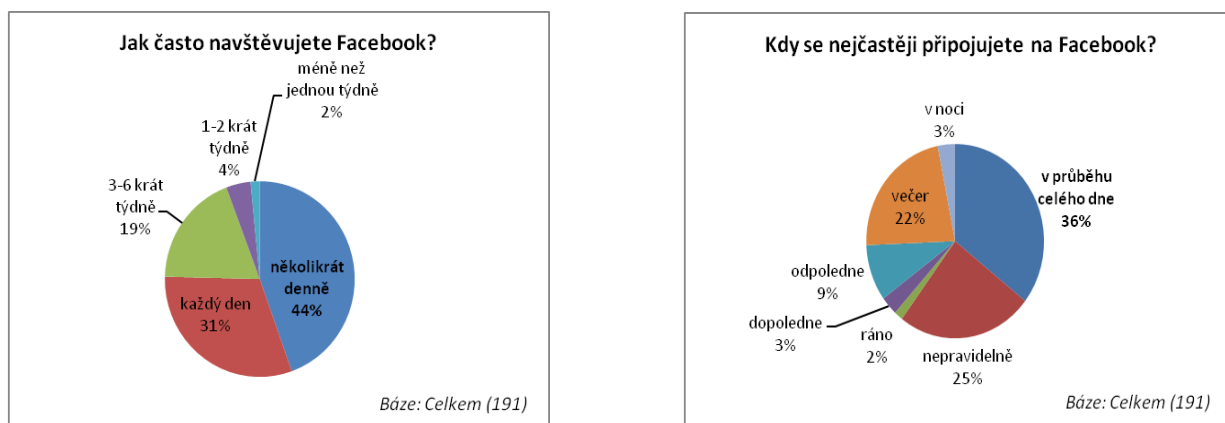 Jak často navštěvujete Facebook?
méně než
jednou týdně
2%
1-2 krát
týdně
4%
3-6 krát
týdně
19%
několikrát
denně
44%
každý den
31%
Báze: Celkem (191)
Kdy se nejčastěji připojujete na Facebook?
v noci
3%
v průběhu
celého dne
36%
večer
22%
odpoledne
9%
dopoledne
3%
ráno
2%
nepravidelně
25%
Báze: Celkem (191)